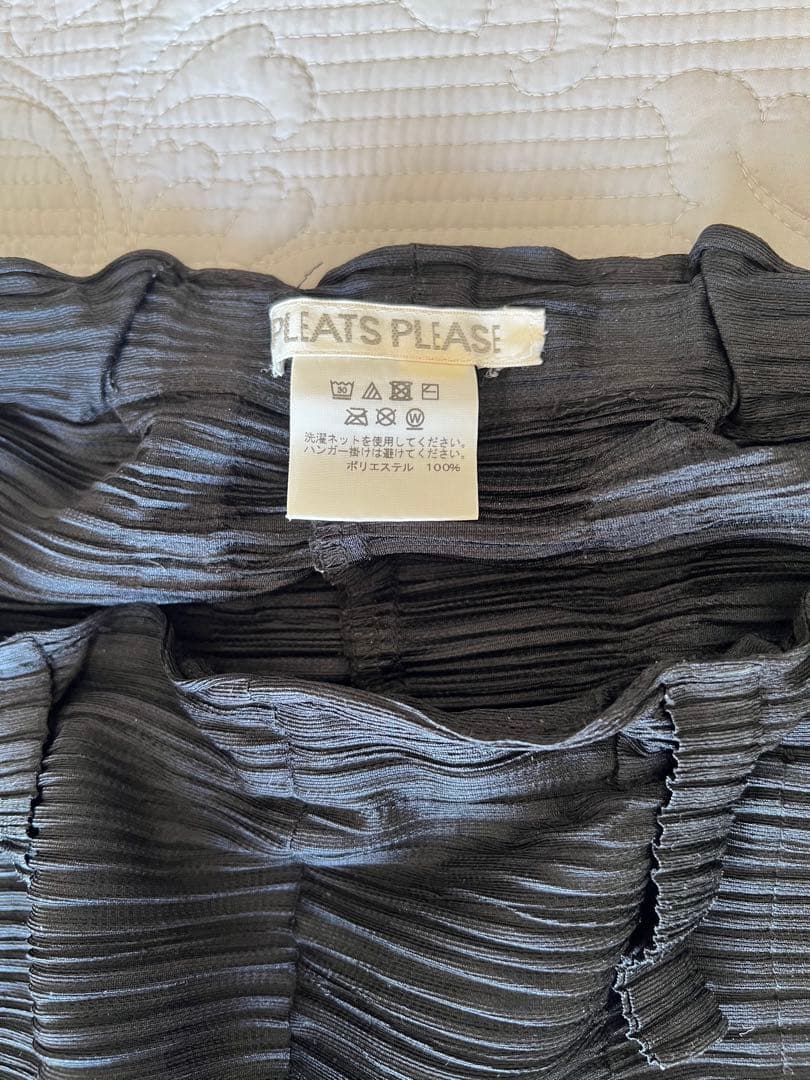 PLEATS PLEASE
30
W
洗濯ネットを使用してください。
ハンガー掛けは避けてください。
ポリエステル 100%